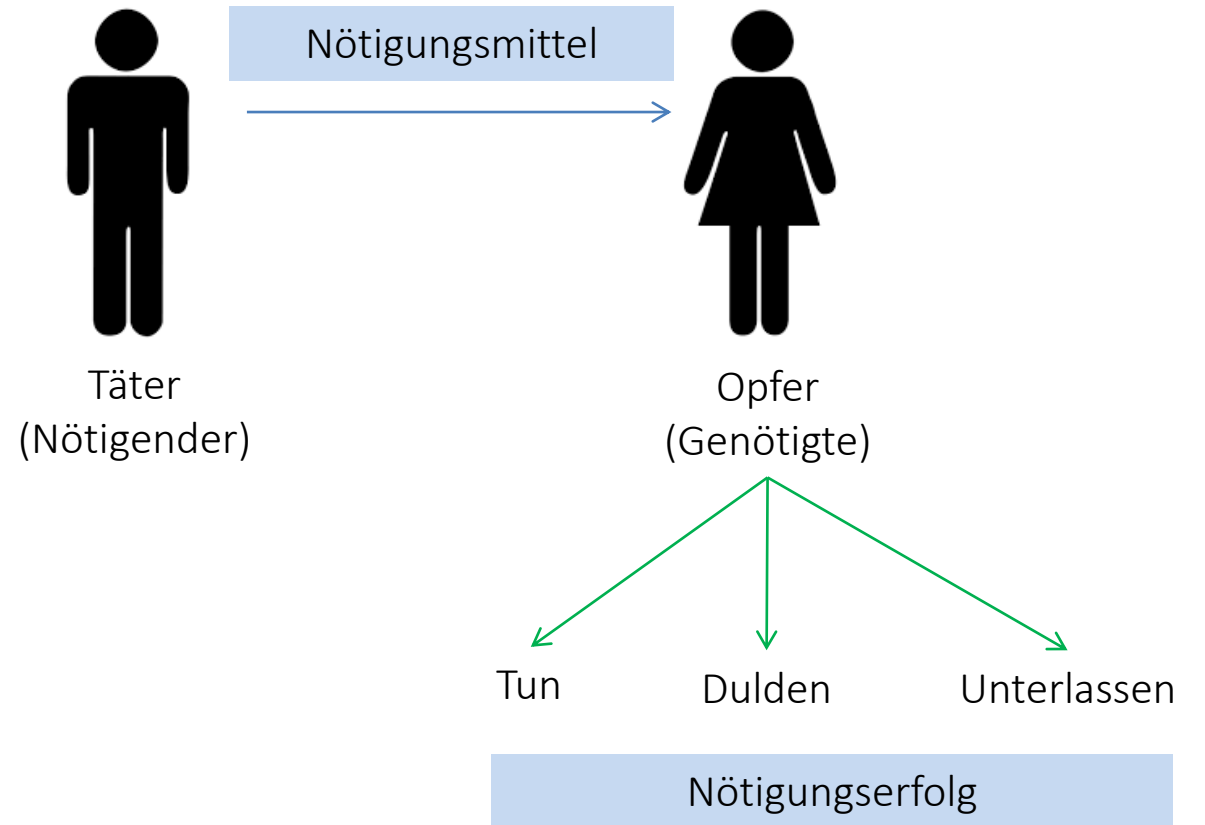 Nötigungsmittel
Täter
(Nötigender)
Opfer
(Genötigte)
Tun
Dulden
Unterlassen
Nötigungserfolg